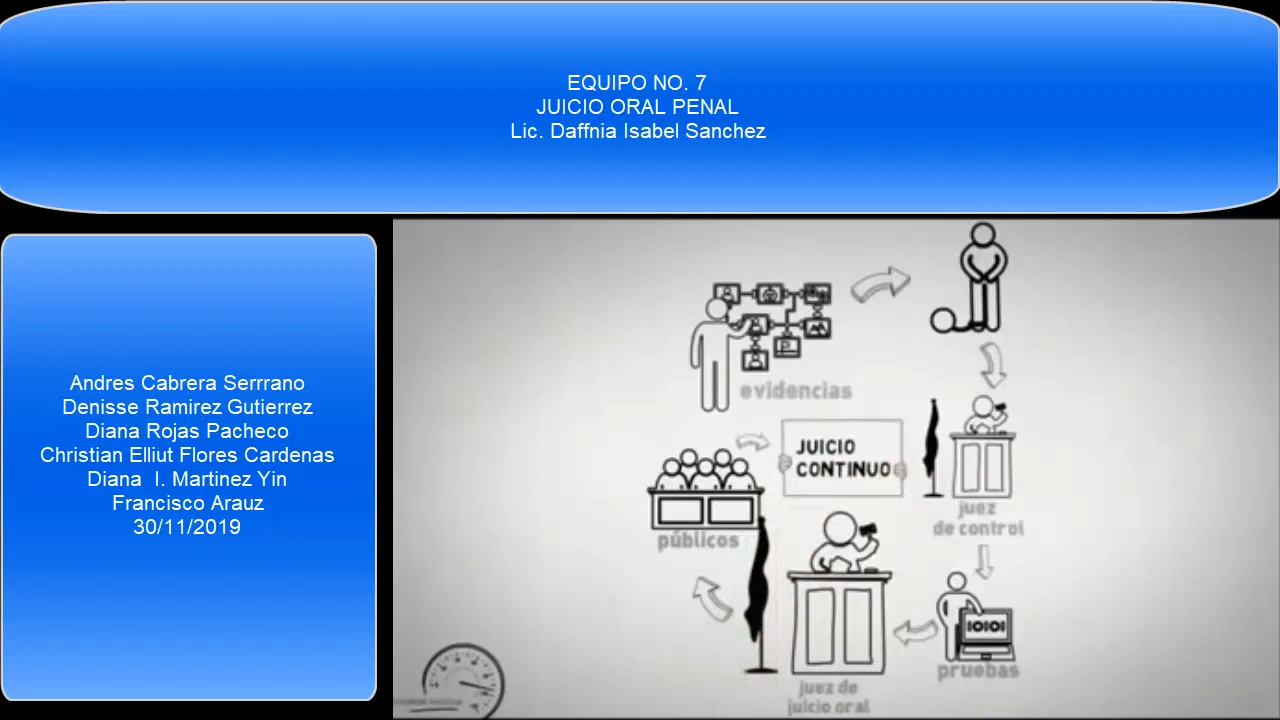 EQUIPO NO. 7
JUICIO ORAL PENAL
Lic. Daffnia Isabel Sanchez
Andres Cabrera Serrrano
Denisse Ramirez Gutierrez
Diana Rojas Pacheco
Christian Elliut Flores Cardenas
Diana  I. Martinez Yin
Francisco Arauz
30/11/2019
evidencias
JUICIO
CONTINUO
juez
de control
públicos
10101
pruebas
juez de
juicio oral